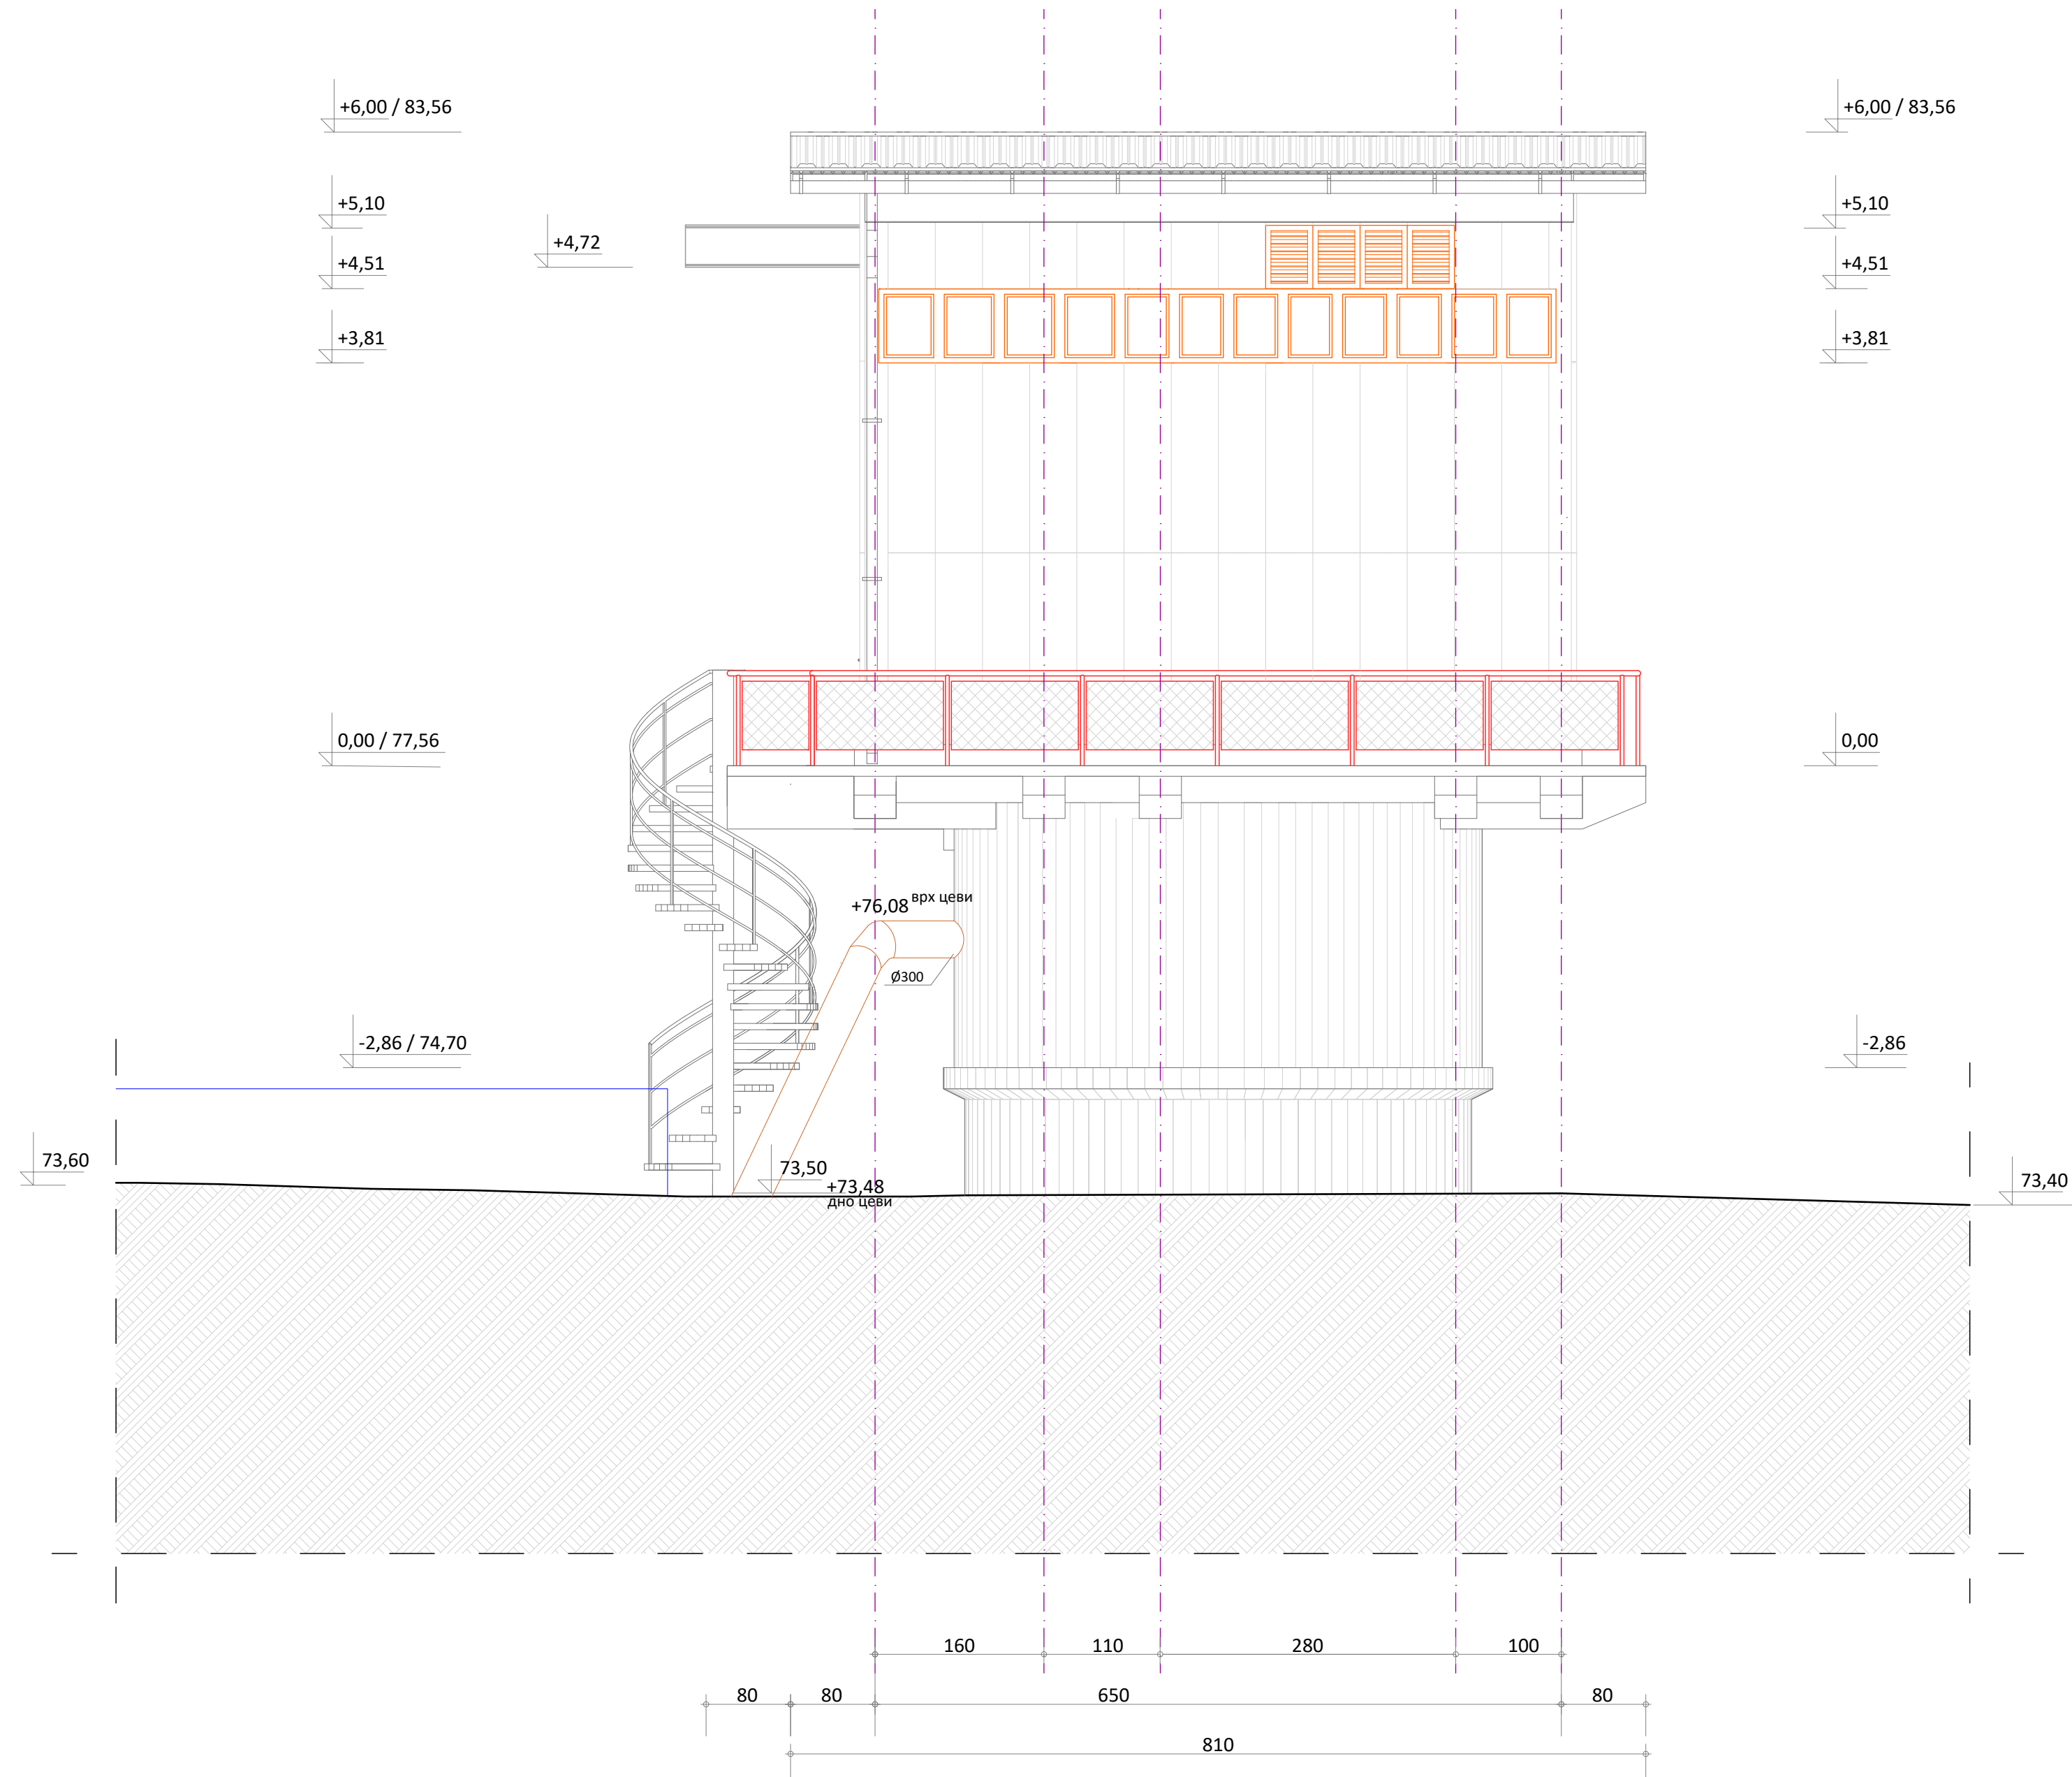 +6,00 / 83,56
+6,00 / 83,56
+5,10
+5,10
+4,72
+4,51
+4,51
+3,81
+3,81
0,00 / 77,56
0,00
+76,08 врх цеви
Ø300
-2,86 / 74,70
-2,86
73,60
73,50
73,40
+73,48
дно цеви
160 110 280 100
80 80 650 80
810